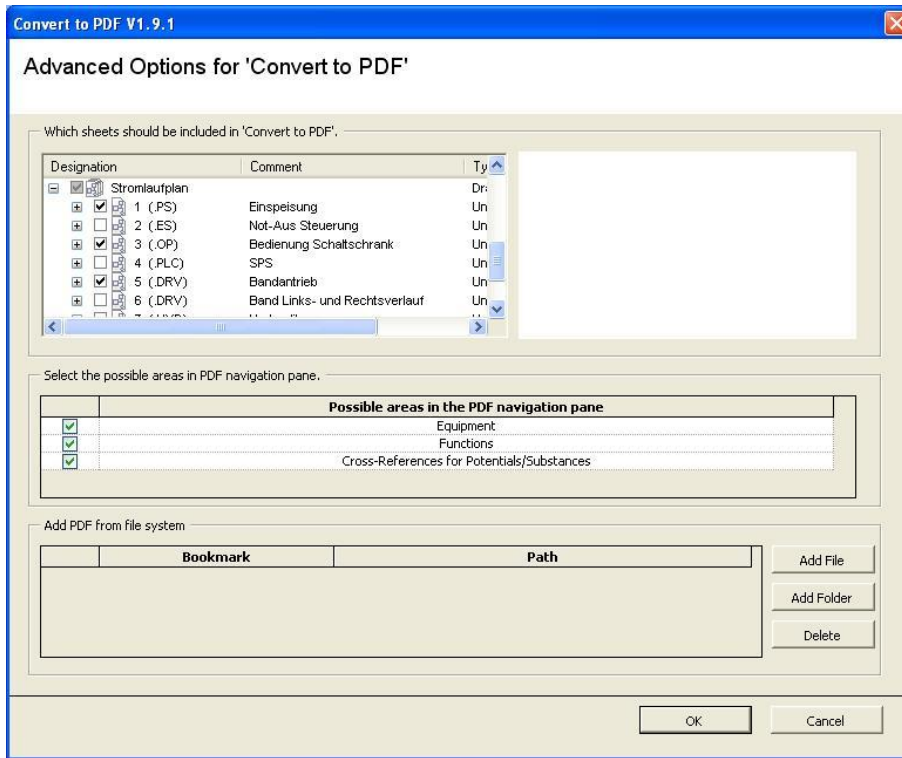 Convert to PDF V1.9.1
Advanced Options for 'Convert to PDF'
Which sheets should be included in 'Convert to PDF'.
Designation Comment Ty
Stromlaufplan Dra
1 (.PS) Einspeisung Un
2 (.ES) Not-Aus Steuerung Un
3 (.OP) Bedienung Schaltschrank Un
4 (.PLC) SPS Un
5 (.DRV) Bandantrieb Un
6 (.DRV) Band Links- und Rechtsverlauf Un
Select the possible areas in PDF navigation pane.
Possible areas in the PDF navigation pane
Equipment
Functions
Cross-References for Potentials/Substances
Add PDF from file system
Bookmark Path
Add File
Add Folder
Delete
OK Cancel